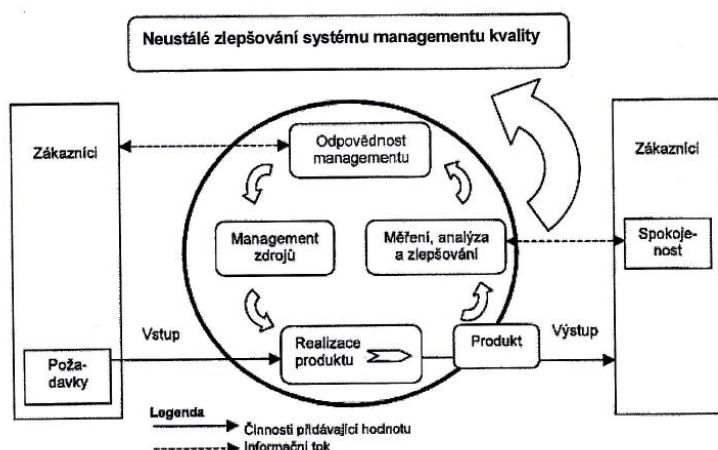 Neustálé zlepšování systému managementu kvality
Zákazníci
Odpovědnost
managementu
Zákazníci
Management
zdrojů
Měření, analýza
a zlepšování
Spokoje-
nost
Vstup
Realizace
produktu
Produkt
Výstup
Poža-
davky
Legenda
Činnosti přidávající hodnotu
Informační tok